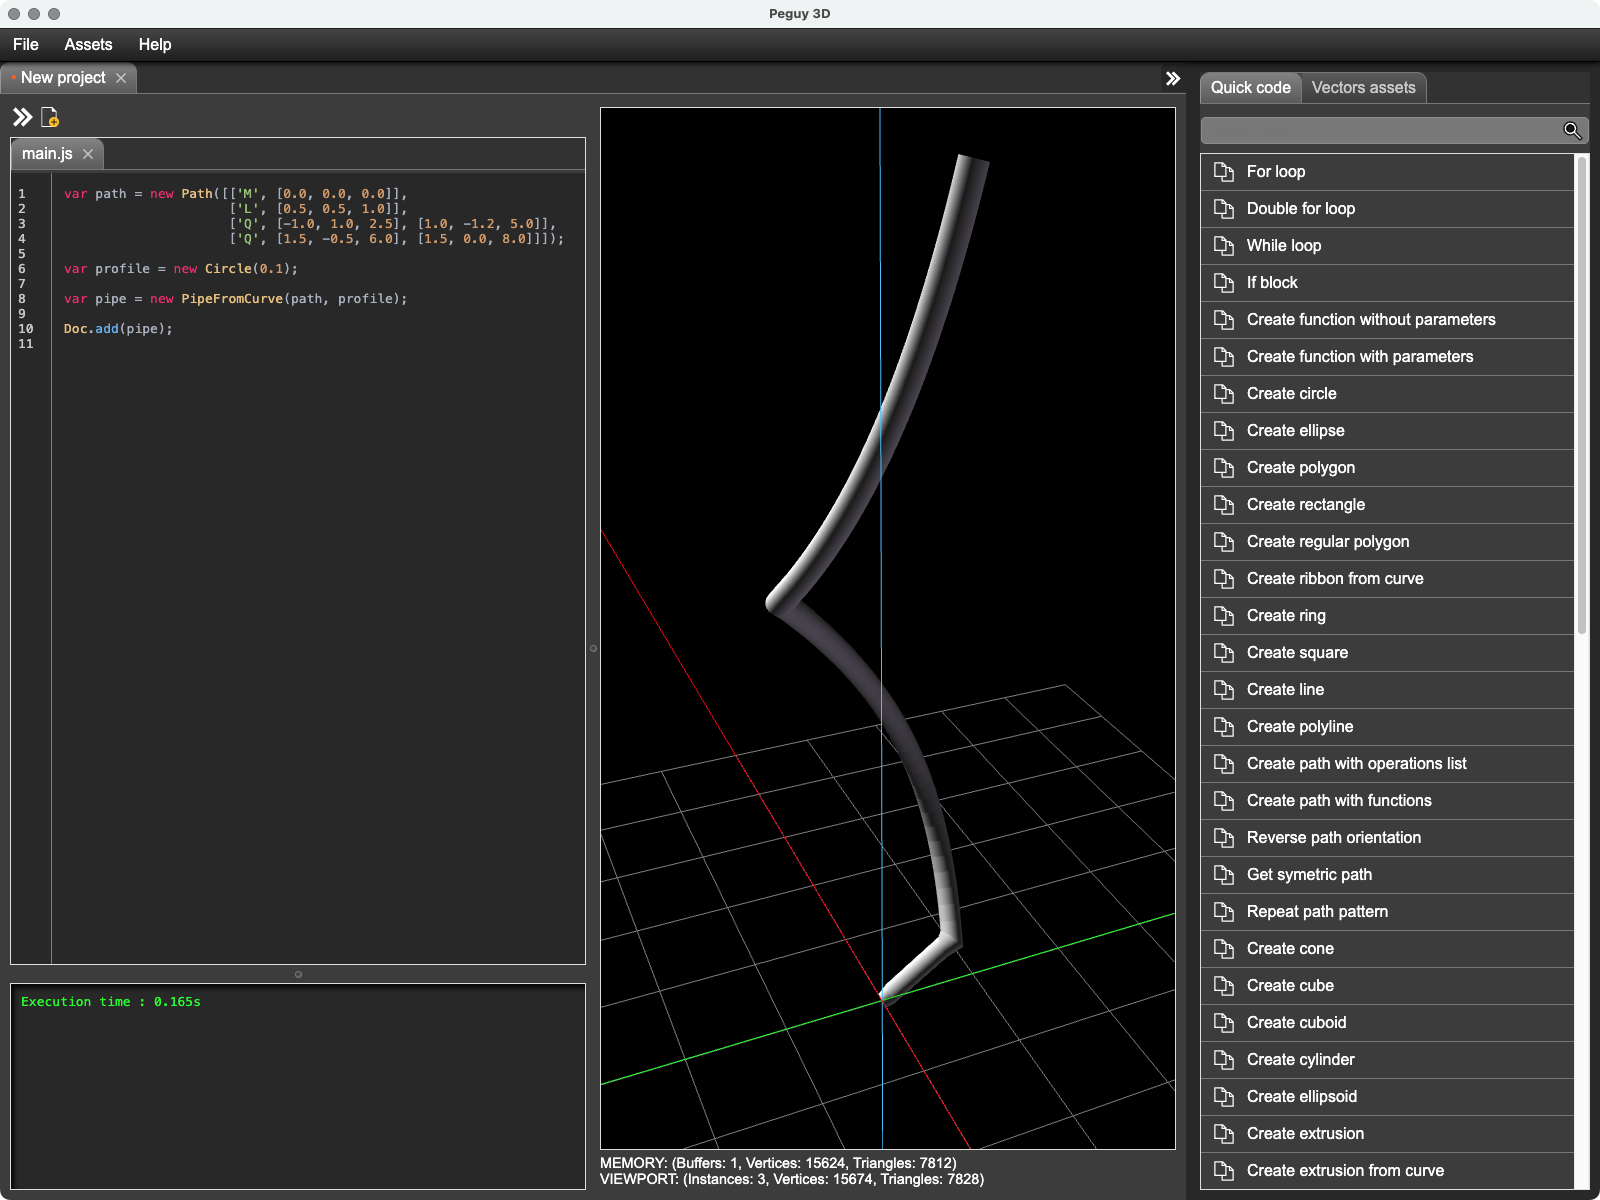 Peguy 3D
File Assets Help
New project
main.js
1 var path = new Path([['M', [0.0, 0.0, 0.0]],
2 ['L', [0.5, 0.5, 1.0]],
3 ['Q', [-1.0, 1.0, 2.5], [1.0, -1.2, 5.0]],
4 ['Q', [1.5, -0.5, 6.0], [1.5, 0.0, 8.0]]]);
5
6 var profile = new Circle(0.1);
7
8 var pipe = new PipeFromCurve(path, profile);
9
10 Doc.add(pipe);
11
Execution time : 0.165s
MEMORY: (Buffers: 1, Vertices: 15624, Triangles: 7812)
VIEWPORT: (Instances: 3, Vertices: 15674, Triangles: 7828)
Quick code Vectors assets
For loop
Double for loop
While loop
If block
Create function without parameters
Create function with parameters
Create circle
Create ellipse
Create polygon
Create rectangle
Create regular polygon
Create ribbon from curve
Create ring
Create square
Create line
Create polyline
Create path with operations list
Create path with functions
Reverse path orientation
Get symetric path
Repeat path pattern
Create cone
Create cube
Create cuboid
Create cylinder
Create ellipsoid
Create extrusion
Create extrusion from curve